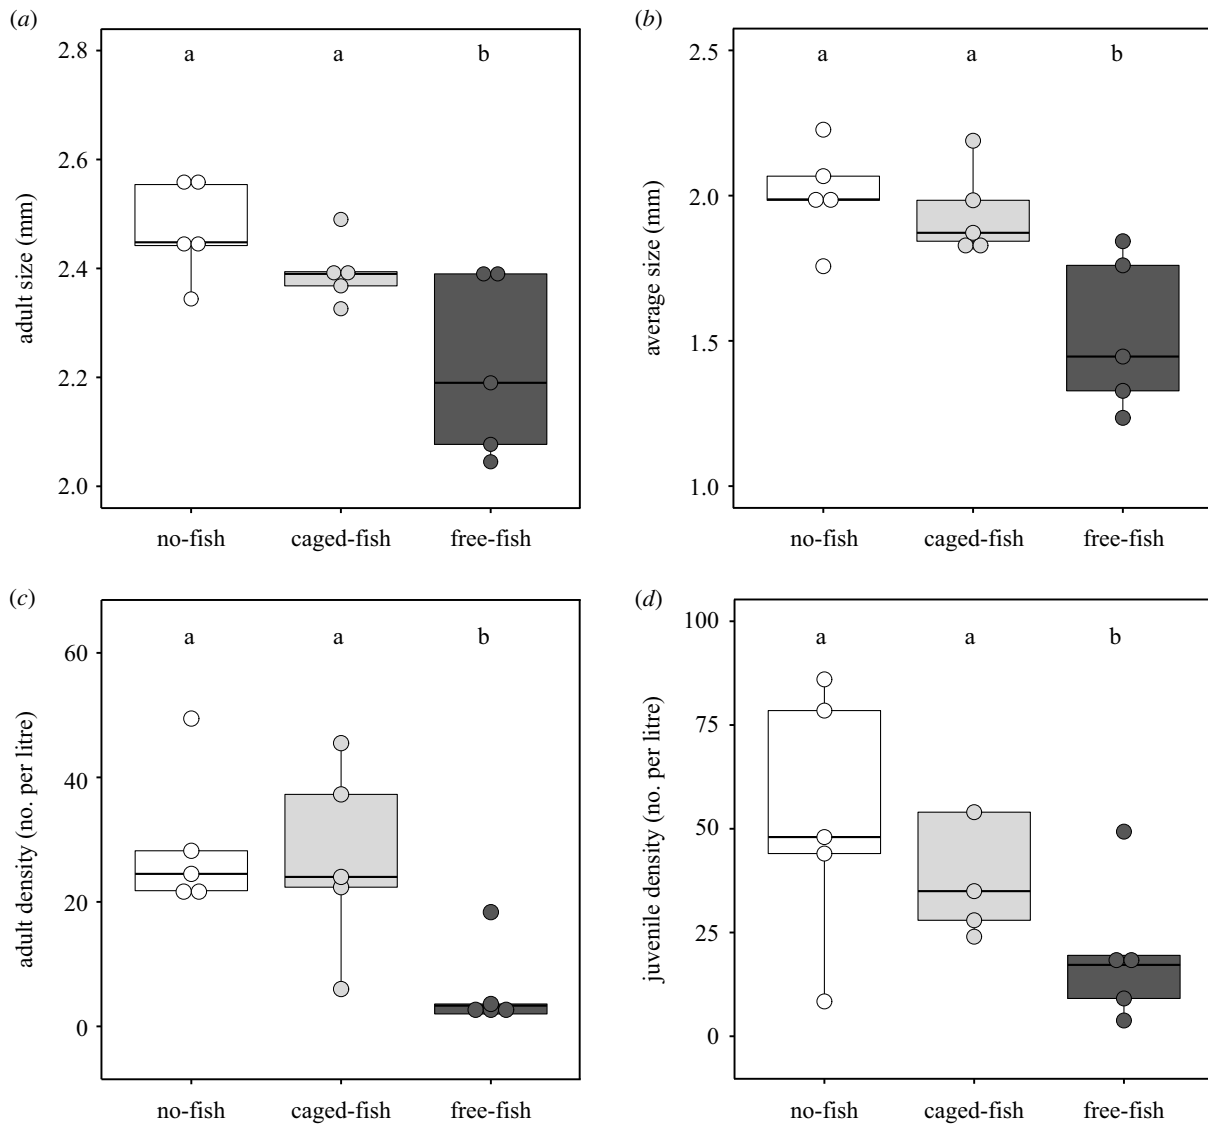 (a)
adult size (mm)
2.8
2.6
2.4
2.2
2.0
a a b
no-fish caged-fish free-fish
(b)
average size (mm)
2.5
2.0
1.5
1.0
a a b
no-fish caged-fish free-fish
(c)
adult density (no. per litre)
60
40
20
0
a a b
no-fish caged-fish free-fish
(d)
juvenile density (no. per litre)
100
75
50
25
0
a a b
no-fish caged-fish free-fish